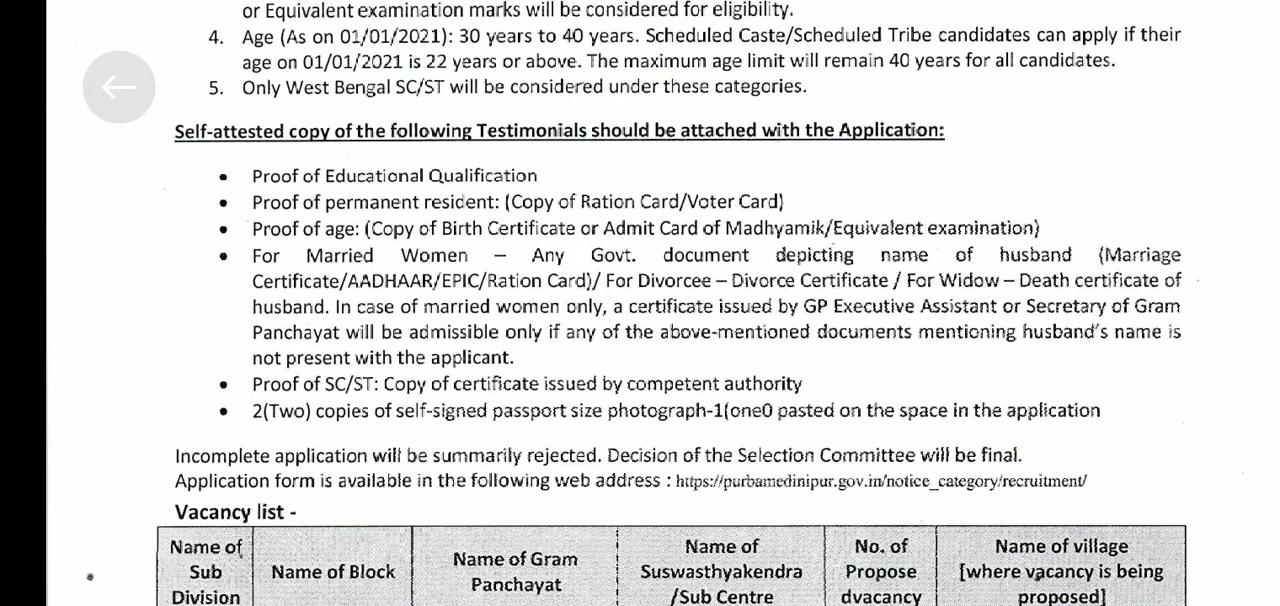 or Equivalent examination marks will be considered for eligibility.
4. Age (As on 01/01/2021): 30 years to 40 years. Scheduled Caste/Scheduled Tribe candidates can apply if their
age on 01/01/2021 is 22 years or above. The maximum age limit will remain 40 years for all candidates.
5. Only West Bengal SC/ST will be considered under these categories.
Self-attested copy of the following Testimonials should be attached with the Application:
• Proof of Educational Qualification
• Proof of permanent resident: (Copy of Ration Card/Voter Card)
• Proof of age: (Copy of Birth Certificate or Admit Card of Madhyamik/Equivalent examination)
• For Married Women – Any Govt. document depicting name of husband (Marriage
Certificate/AADHAAR/EPIC/Ration Card)/ For Divorcee – Divorce Certificate / For Widow – Death certificate of
husband. In case of married women only, a certificate issued by GP Executive Assistant or Secretary of Gram
Panchayat will be admissible only if any of the above-mentioned documents mentioning husband's name is
not present with the applicant.
• Proof of SC/ST: Copy of certificate issued by competent authority
• 2(Two) copies of self-signed passport size photograph-1(one0 pasted on the space in the application
Incomplete application will be summarily rejected. Decision of the Selection Committee will be final.
Application form is available in the following web address : https://purbamedinipur.gov.in/notice_category/recruitment/
Vacancy list -
Name of Sub Division
Name of Block
Name of Gram Panchayat
Name of Suswasthyakendra /Sub Centre
No. of Propose dvacancy
Name of village [where vacancy is being proposed]